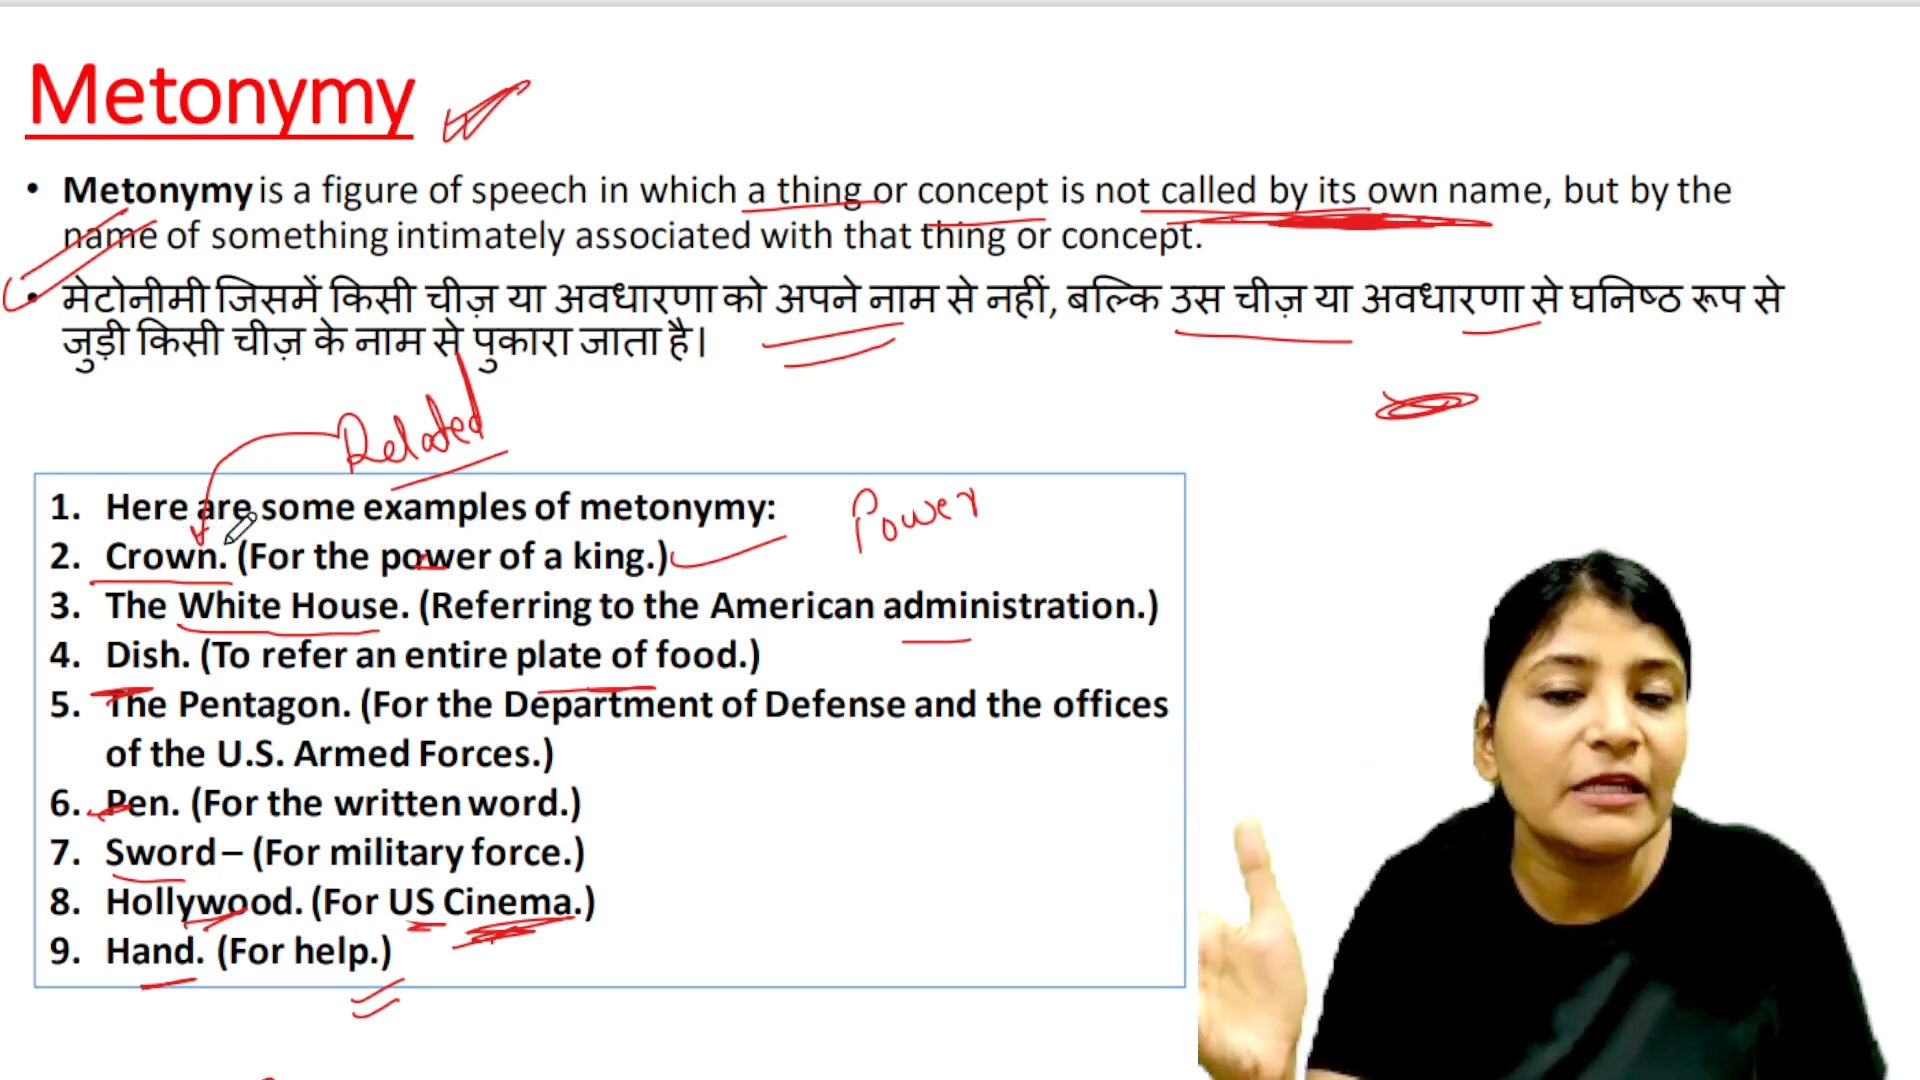 Metonymy
• Metonymy is a figure of speech in which a thing or concept is not called by its own name, but by the
name of something intimately associated with that thing or concept.
• मेटोनीमी जिसमें किसी चीज़ या अवधारणा को अपने नाम से नहीं, बल्कि उस चीज़ या अवधारणा से घनिष्ठ रूप से
जुड़ी किसी चीज़ के नाम से पुकारा जाता है।
Related
1. Here are some examples of metonymy:
Power
2. Crown. (For the power of a king.)
3. The White House. (Referring to the American administration.)
4. Dish. (To refer an entire plate of food.)
5. The Pentagon. (For the Department of Defense and the offices
of the U.S. Armed Forces.)
6. Pen. (For the written word.)
7. Sword – (For military force.)
8. Hollywood. (For US Cinema.)
9. Hand. (For help.)